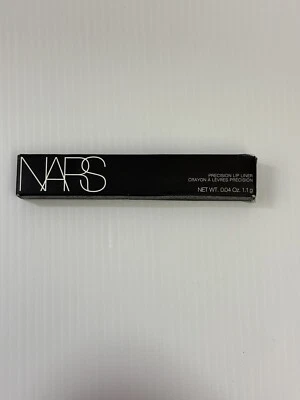 NARS
PRECISION LIP LINER
CRAYON À LÈVRES PRÉCISION
NET WT. 0.04 Oz. 1.1 g